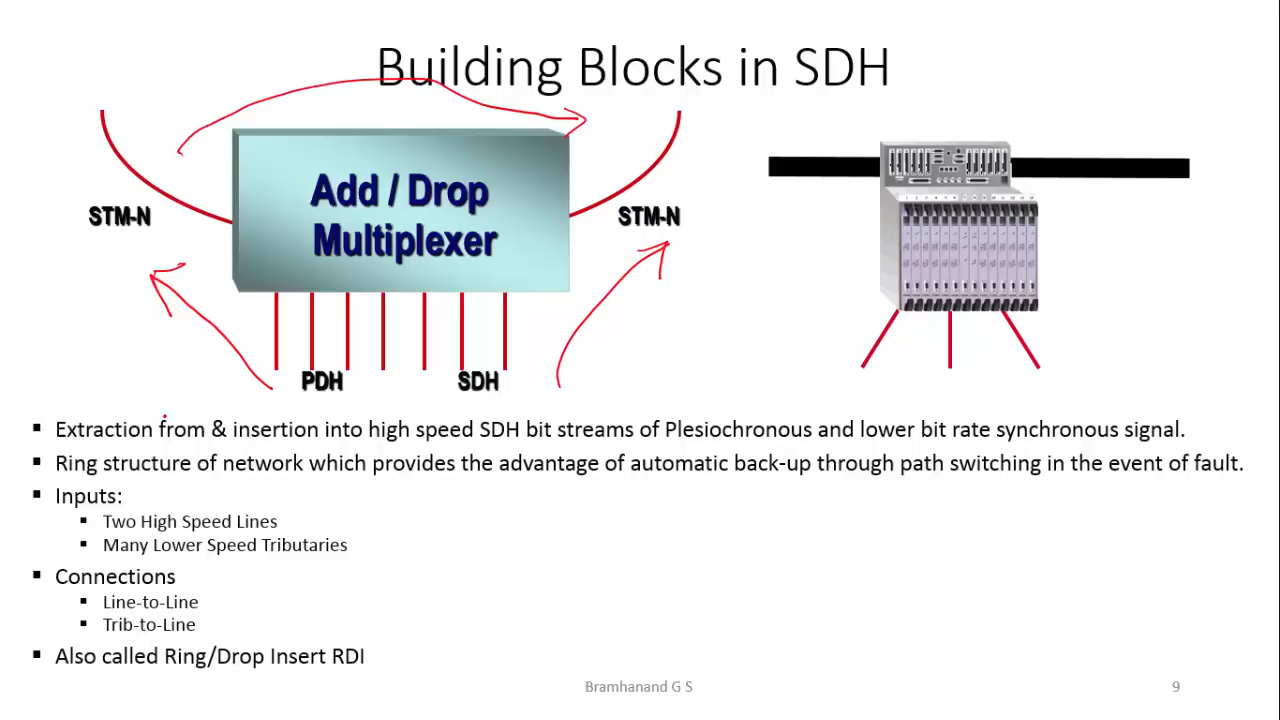 Building Blocks in SDH
Add / Drop
Multiplexer
STM-N
STM-N
PDH
SDH
▪ Extraction from & insertion into high speed SDH bit streams of Plesiochronous and lower bit rate synchronous signal.
▪ Ring structure of network which provides the advantage of automatic back-up through path switching in the event of fault.
▪ Inputs:
▪ Two High Speed Lines
▪ Many Lower Speed Tributaries
▪ Connections
▪ Line-to-Line
▪ Trib-to-Line
▪ Also called Ring/Drop Insert RDI
Bramhanand G S
9